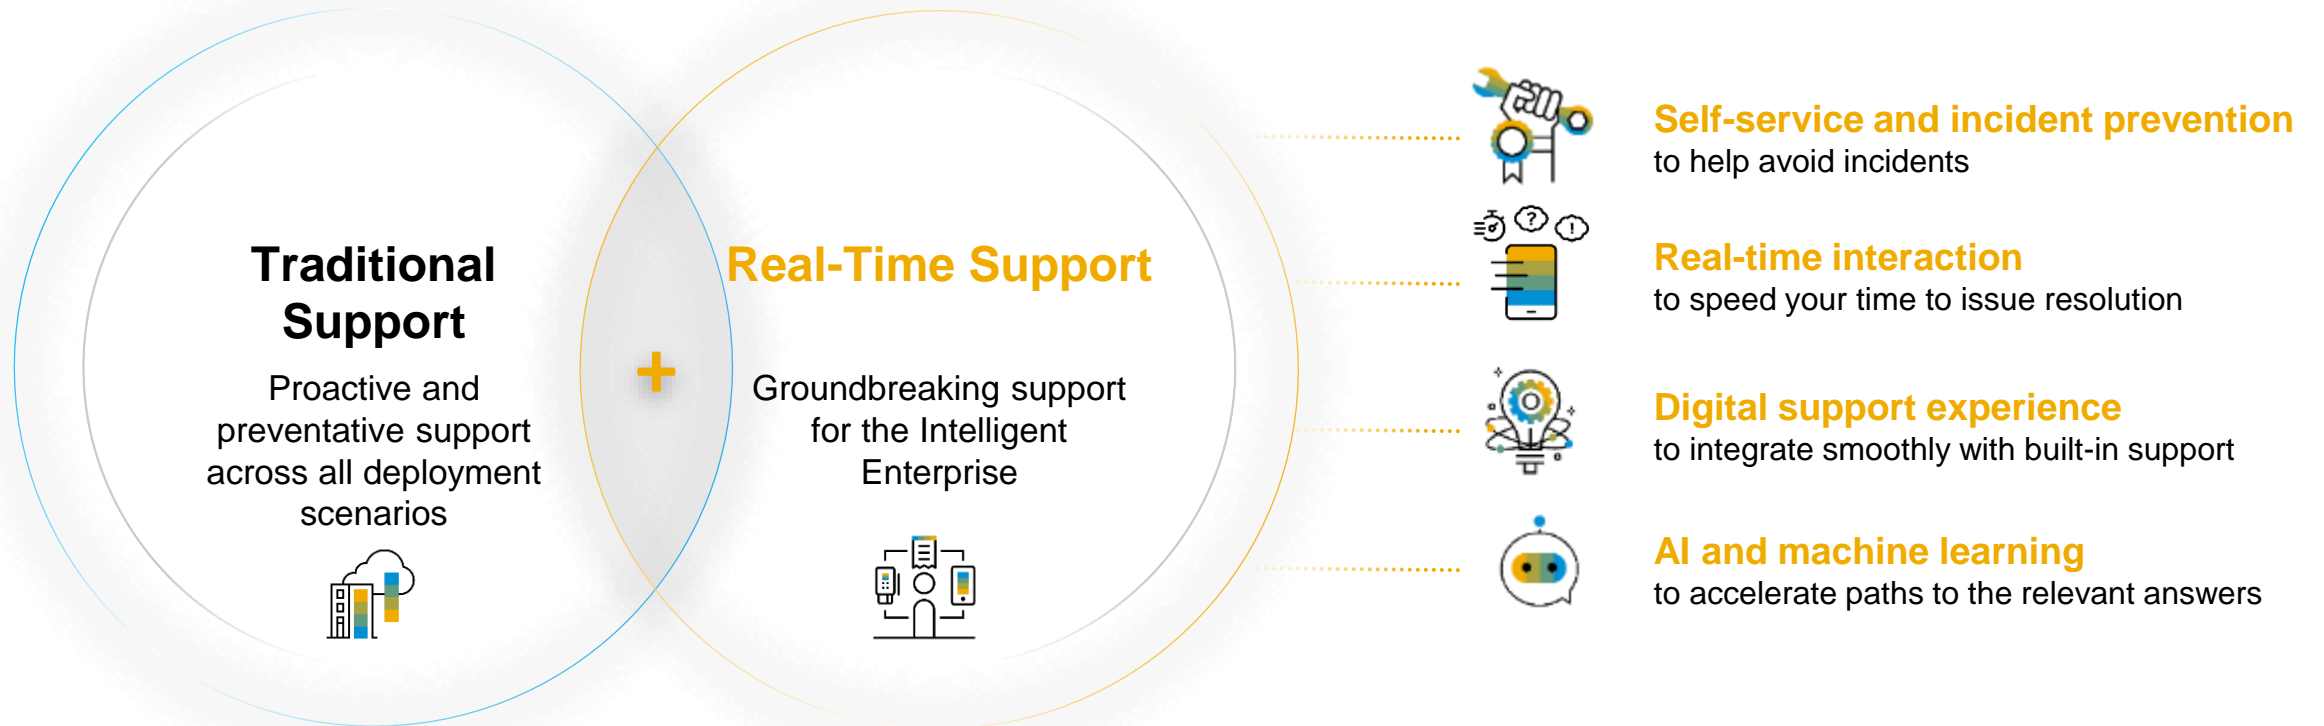 Traditional
Support
Proactive and
preventative support
across all deployment
scenarios
+
Real-Time Support
Groundbreaking support
for the Intelligent
Enterprise
Self-service and incident prevention
to help avoid incidents
? !
Real-time interaction
to speed your time to issue resolution
Digital support experience
to integrate smoothly with built-in support
AI and machine learning
to accelerate paths to the relevant answers